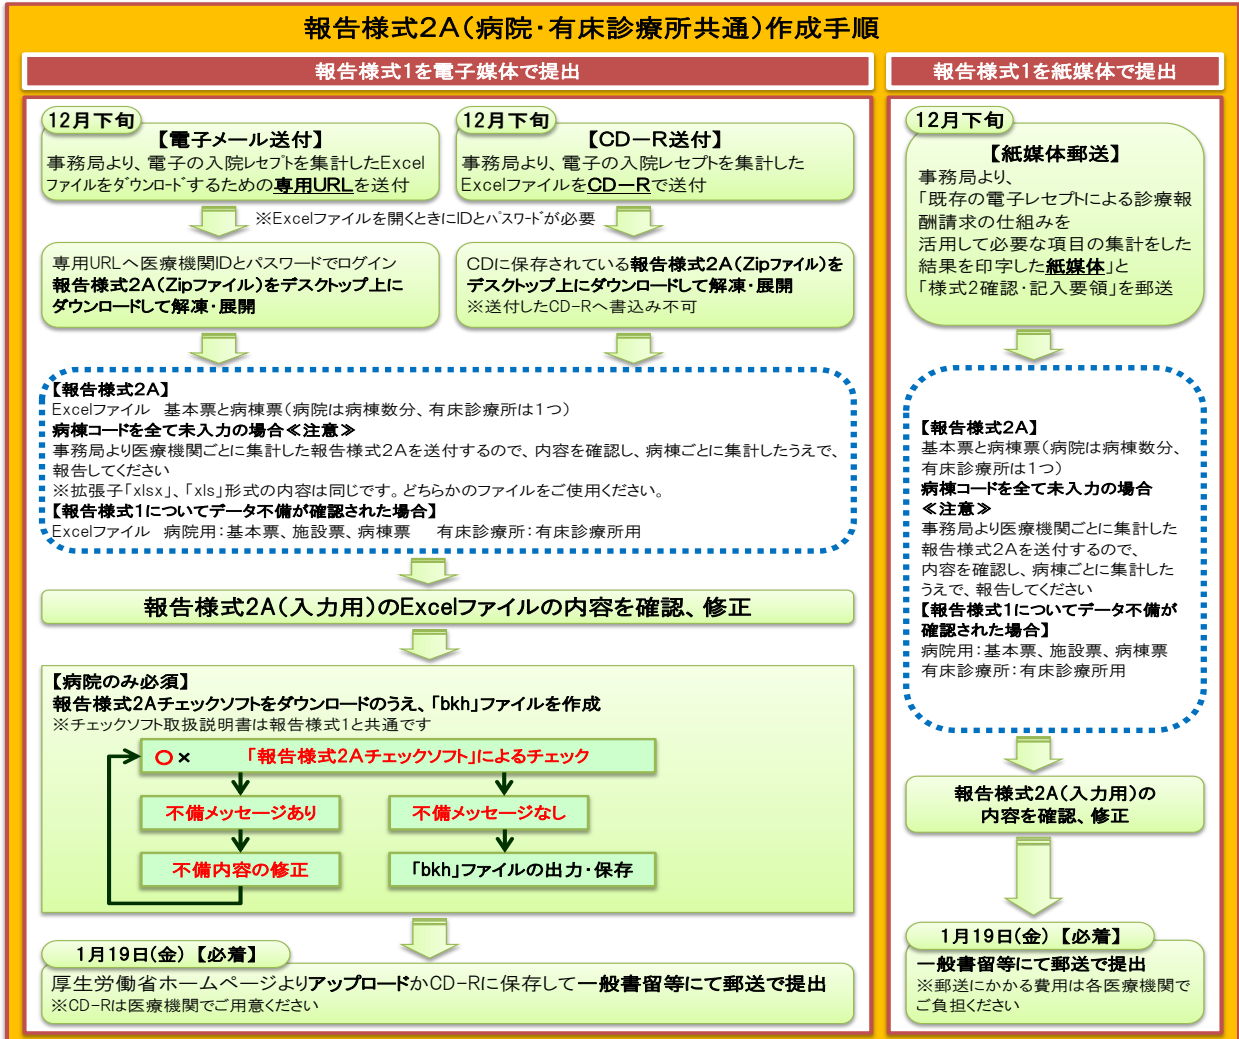 報告様式2A(病院・有床診療所共通)作成手順
報告様式1を電子媒体で提出
12月下旬
【電子メール送付】
事務局より、電子の入院レセプトを集計したExcel
ファイルをダウンロードするための専用URLを送付
12月下旬
【CD-R送付】
事務局より、電子の入院レセプトを集計した
ExcelファイルをCD-Rで送付
※Excelファイルを開くときにIDとパスワードが必要
専用URLへ医療機関IDとパスワードでログイン
報告様式2A(Zipファイル)をデスクトップ上に
ダウンロードして解凍・展開
CDに保存されている報告様式2A(Zipファイル)を
デスクトップ上にダウンロードして解凍・展開
※送付したCD-Rへ書込み不可
【報告様式2A】
Excelファイル 基本票と病棟票(病院は病棟数分、有床診療所は1つ)
病棟コードを全て未入力の場合≪注意≫
事務局より医療機関ごとに集計した報告様式2Aを送付するので、内容を確認し、病棟ごとに集計したうえで、
報告してください
※拡張子「xlsx」、「xls」形式の内容は同じです。どちらかのファイルをご使用ください。
【報告様式1についてデータ不備が確認された場合】
Excelファイル 病院用:基本票、施設票、病棟票 有床診療所:有床診療所用
報告様式2A(入力用)のExcelファイルの内容を確認、修正
【病院のみ必須】
報告様式2Aチェックソフトをダウンロードのうえ、「bkh」ファイルを作成
※チェックソフト取扱説明書は報告様式1と共通です
○× 「報告様式2Aチェックソフト」によるチェック
不備メッセージあり
不備メッセージなし
不備内容の修正
「bkh」ファイルの出力・保存
1月19日(金)【必着】
厚生労働省ホームページよりアップロードかCD-Rに保存して一般書留等にて郵送で提出
※CD-Rは医療機関でご用意ください
報告様式1を紙媒体で提出
12月下旬
【紙媒体郵送】
事務局より、
「既存の電子レセプトによる診療報
酬請求の仕組みを
活用して必要な項目の集計をした
結果を印字した紙媒体」と
「様式2確認・記入要領」を郵送
【報告様式2A】
基本票と病棟票(病院は病棟数分、
有床診療所は1つ)
病棟コードを全て未入力の場合
≪注意≫
事務局より医療機関ごとに集計した
報告様式2Aを送付するので、
内容を確認し、病棟ごとに集計した
うえで、報告してください
【報告様式1についてデータ不備が
確認された場合】
病院用:基本票、施設票、病棟票
有床診療所:有床診療所用
報告様式2A(入力用)の
内容を確認、修正
1月19日(金)【必着】
一般書留等にて郵送で提出
※郵送にかかる費用は各医療機関で
ご負担ください